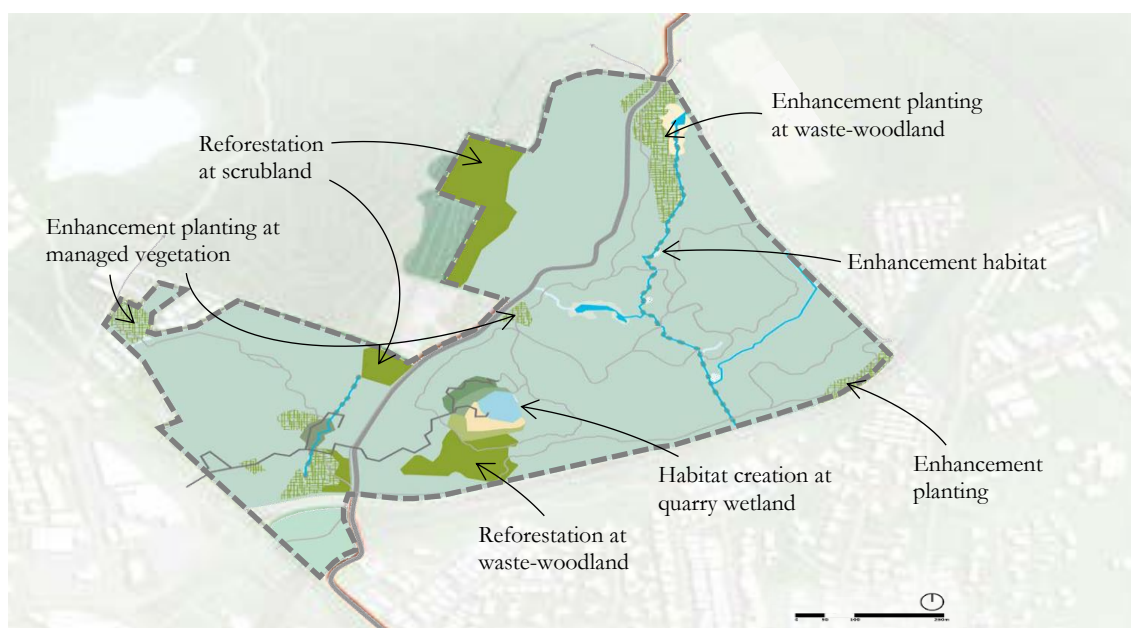 Enhancement planting
at waste-woodland
Reforestation
at scrubland
Enhancement planting at
managed vegetation
Enhancement habitat
Habitat creation at
quarry wetland
Enhancement
planting
Reforestation at
waste-woodland
100